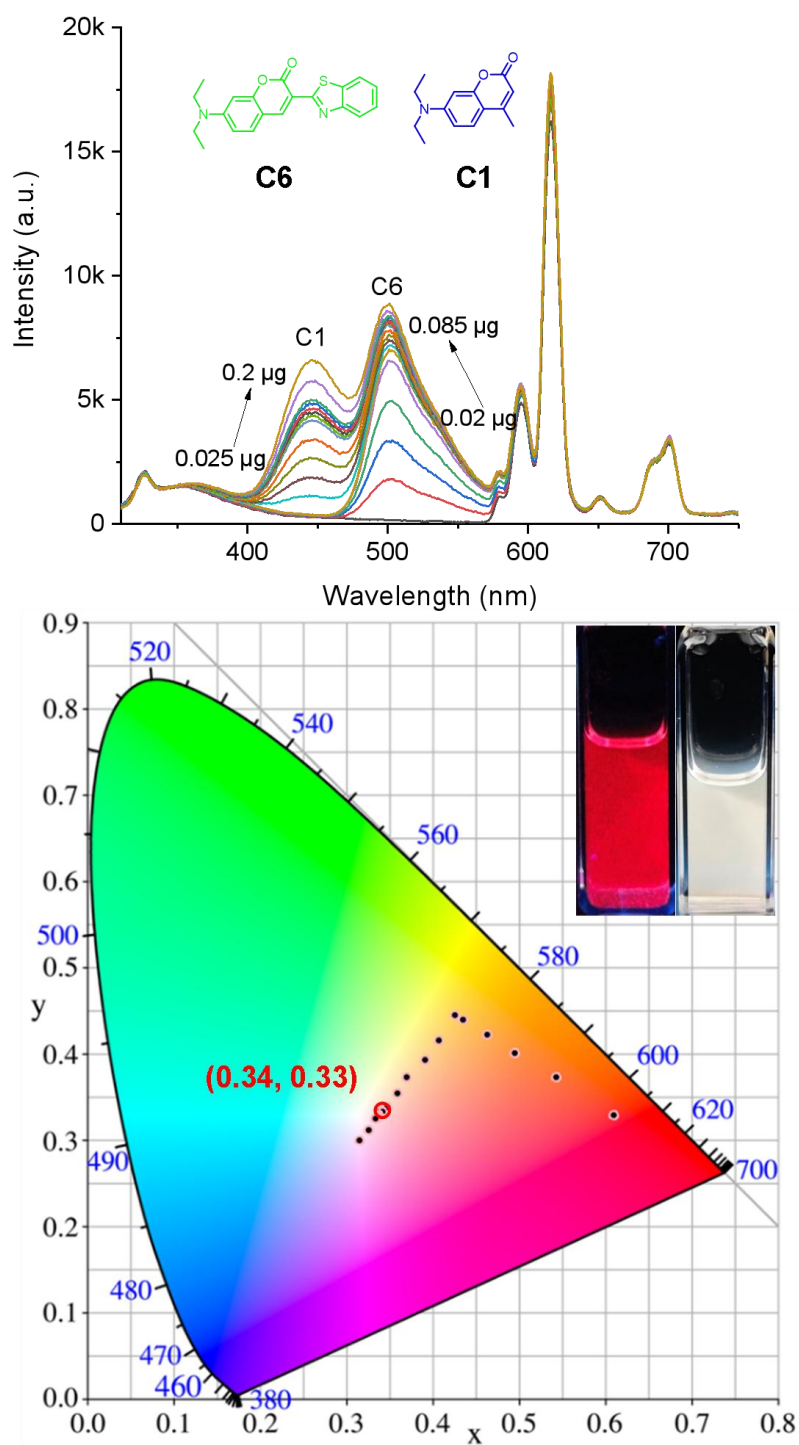 20k
15k
10k
5k
0
Intensity (a.u.)
O
O
S
N
N
C6
O
O
N
C1
C6
C1
0.085 µg
0.2 µg
0.02 µg
0.025 µg
400
500
600
700
Wavelength (nm)
0.9
0.8
0.7
0.6
0.5
y
0.4
0.3
0.2
0.1
0.0
520
540
560
580
600
620
700
500
490
480
470
460
380
(0.34, 0.33)
0.0
0.1
0.2
0.3
0.4
x
0.5
0.6
0.7
0.8